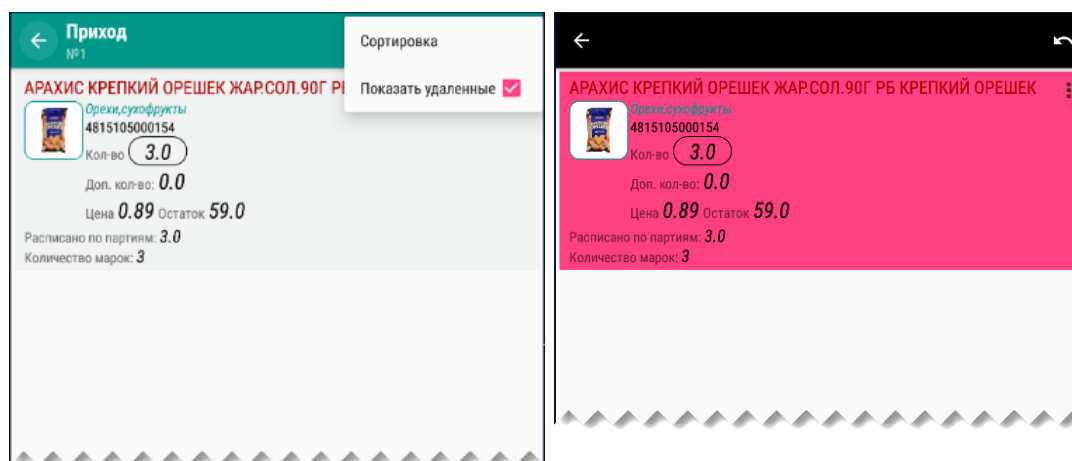 Приход
№1
Сортировка
Показать удаленные
АРАХИС КРЕПКИЙ ОРЕШЕК ЖАР.СОЛ.90Г
Орехи,сухофрукты
4815105000154
Кол-во 3.0
Доп. кол-во: 0.0
Цена 0.89 Остаток 59.0
Расписано по партиям: 3.0
Количество марок: 3
АРАХИС КРЕПКИЙ ОРЕШЕК ЖАР.СОЛ.90Г РБ КРЕПКИЙ ОРЕШЕК
Орехи,сухофрукты
4815105000154
Кол-во 3.0
Доп. кол-во: 0.0
Цена 0.89 Остаток 59.0
Расписано по партиям: 3.0
Количество марок: 3